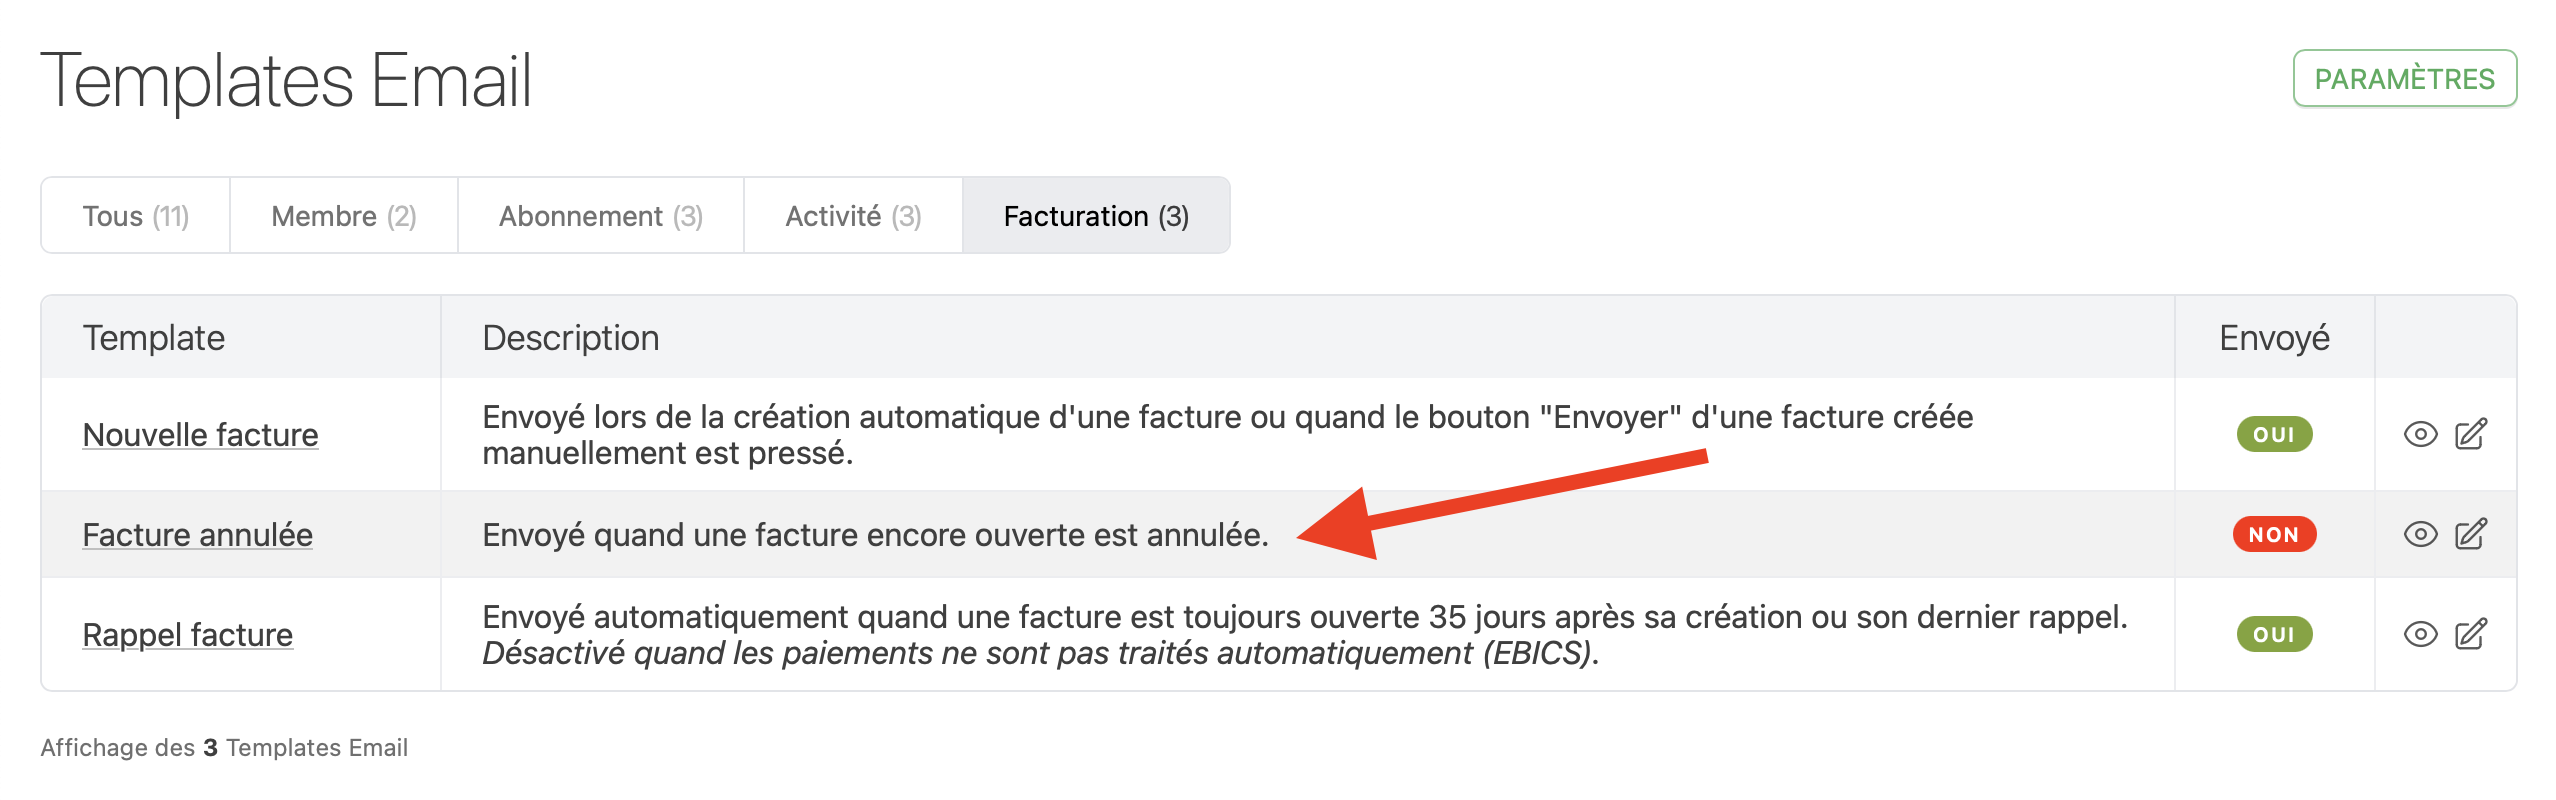 Templates Email
PARAMÈTRES
Tous (11)
Membre (2)
Abonnement (3)
Activité (3)
Facturation (3)
Template
Description
Envoyé
Nouvelle facture
Envoyé lors de la création automatique d'une facture ou quand le bouton "Envoyer" d'une facture créée
manuellement est pressé.
OUI
Facture annulée
Envoyé quand une facture encore ouverte est annulée.
NON
Rappel facture
Envoyé automatiquement quand une facture est toujours ouverte 35 jours après sa création ou son dernier rappel.
Désactivé quand les paiements ne sont pas traités automatiquement (EBICS).
OUI
Affichage des 3 Templates Email